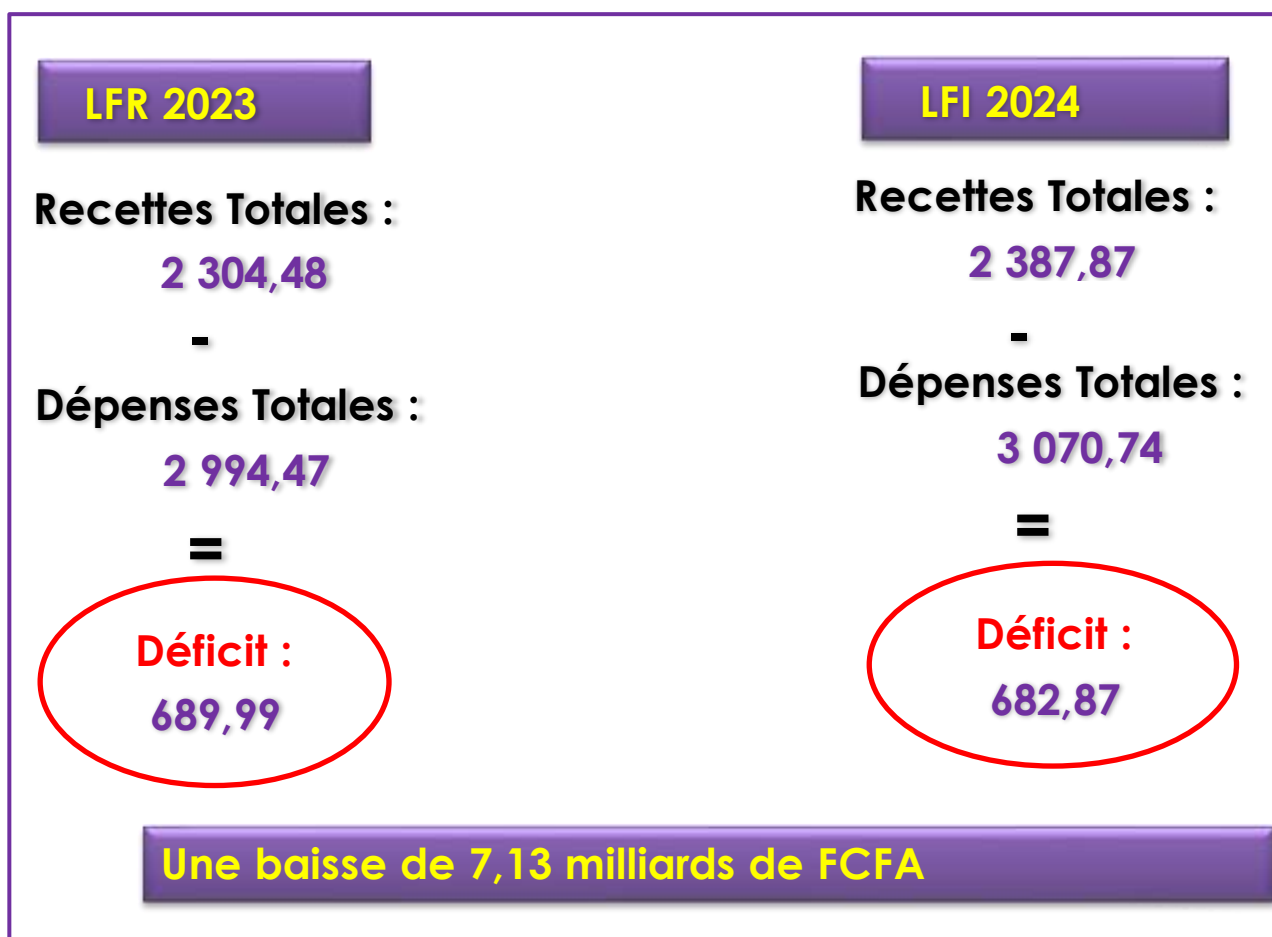 LFR 2023
Recettes Totales :
2 304,48
-
Dépenses Totales :
2 994,47
=
Déficit :
689,99
LFI 2024
Recettes Totales :
2 387,87
-
Dépenses Totales :
3 070,74
=
Déficit :
682,87
Une baisse de 7,13 milliards de FCFA